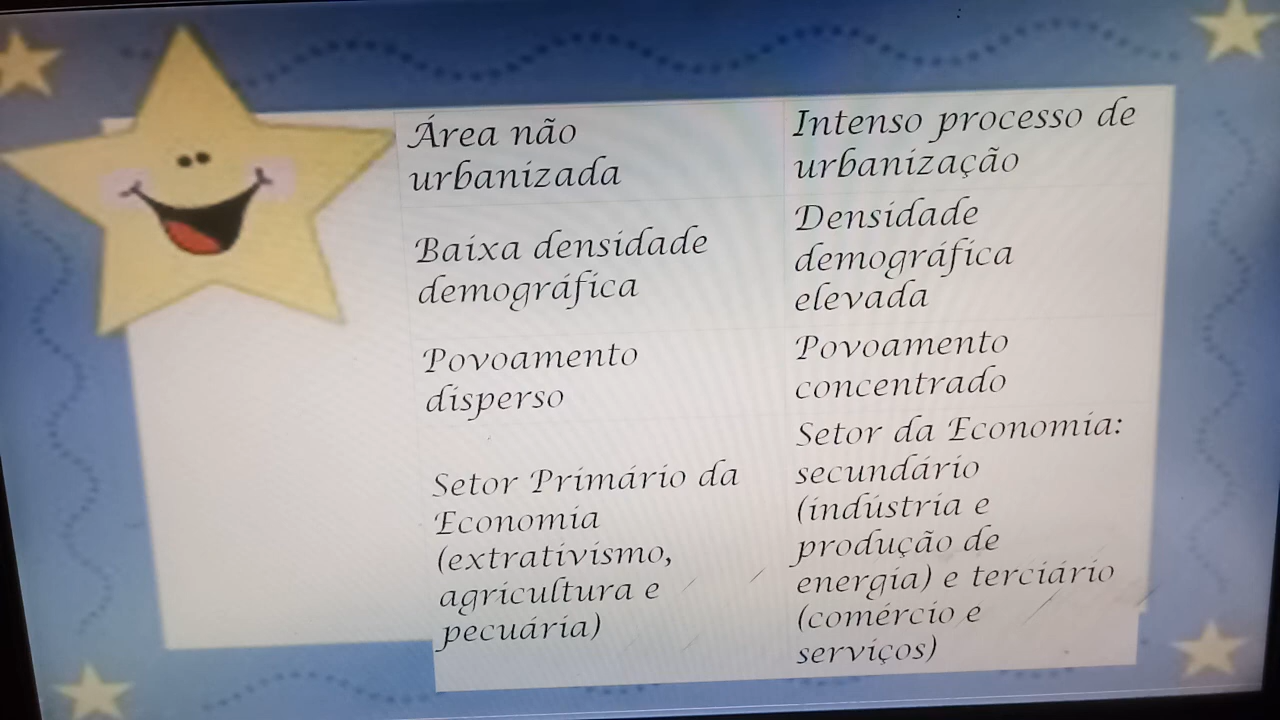 Área não
urbanizada
Intenso processo de
urbanização
Baixa densidade
demográfica
Densidade
demográfica
elevada
Povoamento
disperso
Povoamento
concentrado
Setor Primário da
Economia
(extrativismo,
agricultura e
pecuária)
Setor da Economia:
secundário
(indústria e
produção de
energia) e terciário
(comércio e
serviços)